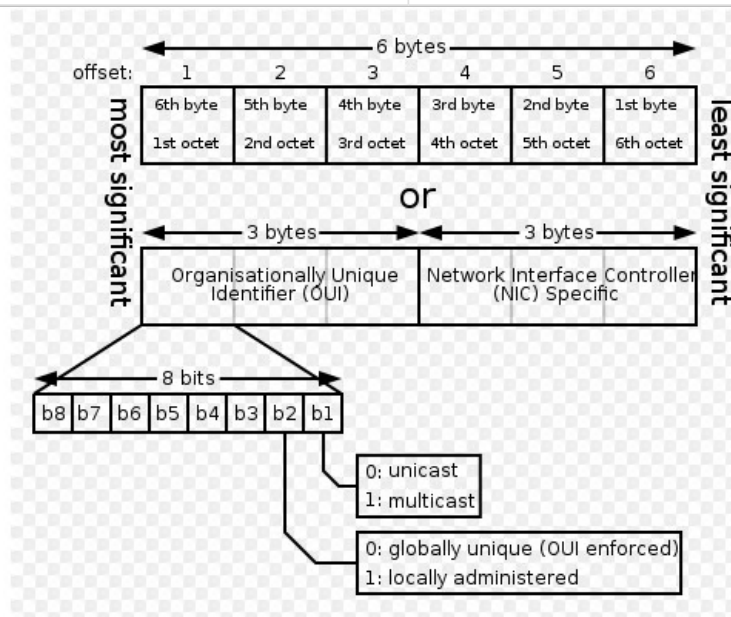 6 bytes
offset: 1 2 3 4 5 6
6th byte 5th byte 4th byte 3rd byte 2nd byte 1st byte
1st octet 2nd octet 3rd octet 4th octet 5th octet 6th octet
most significant
least significant
or
3 bytes 3 bytes
Organisationally Unique Network Interface Controller
Identifier (OUI) (NIC) Specific
8 bits
b8 b7 b6 b5 b4 b3 b2 b1
0: unicast
1: multicast
0: globally unique (OUI enforced)
1: locally administered